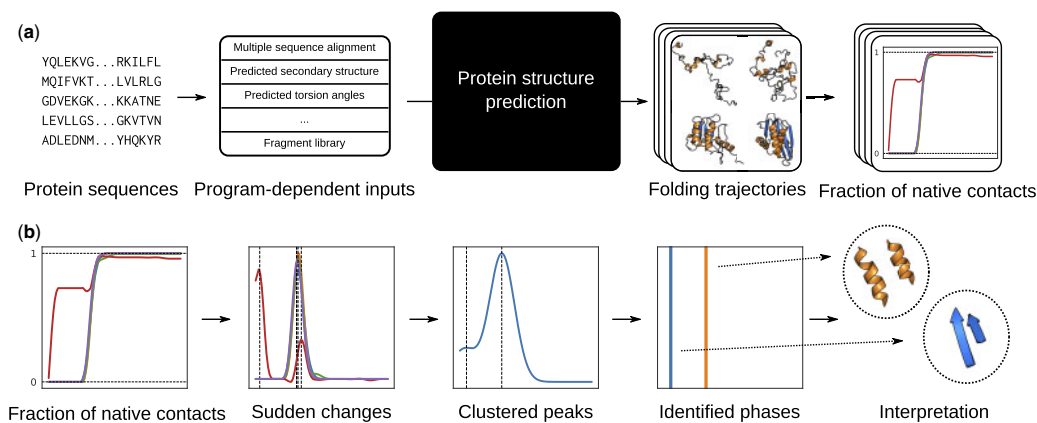 (a)
YQLEKVG...RKILFL
MQIFVKT...LVLRLG
GDVEKGK...KKATNE
LEVLLGS...GKVTVN
ADLEDNM...YHQKYR
Protein sequences
Multiple sequence alignment
Predicted secondary structure
Predicted torsion angles
...
Fragment library
Program-dependent inputs
Protein structure
prediction
Folding trajectories
1
0
Fraction of native contacts
(b)
1
0
Fraction of native contacts
Sudden changes
Clustered peaks
Identified phases
Interpretation